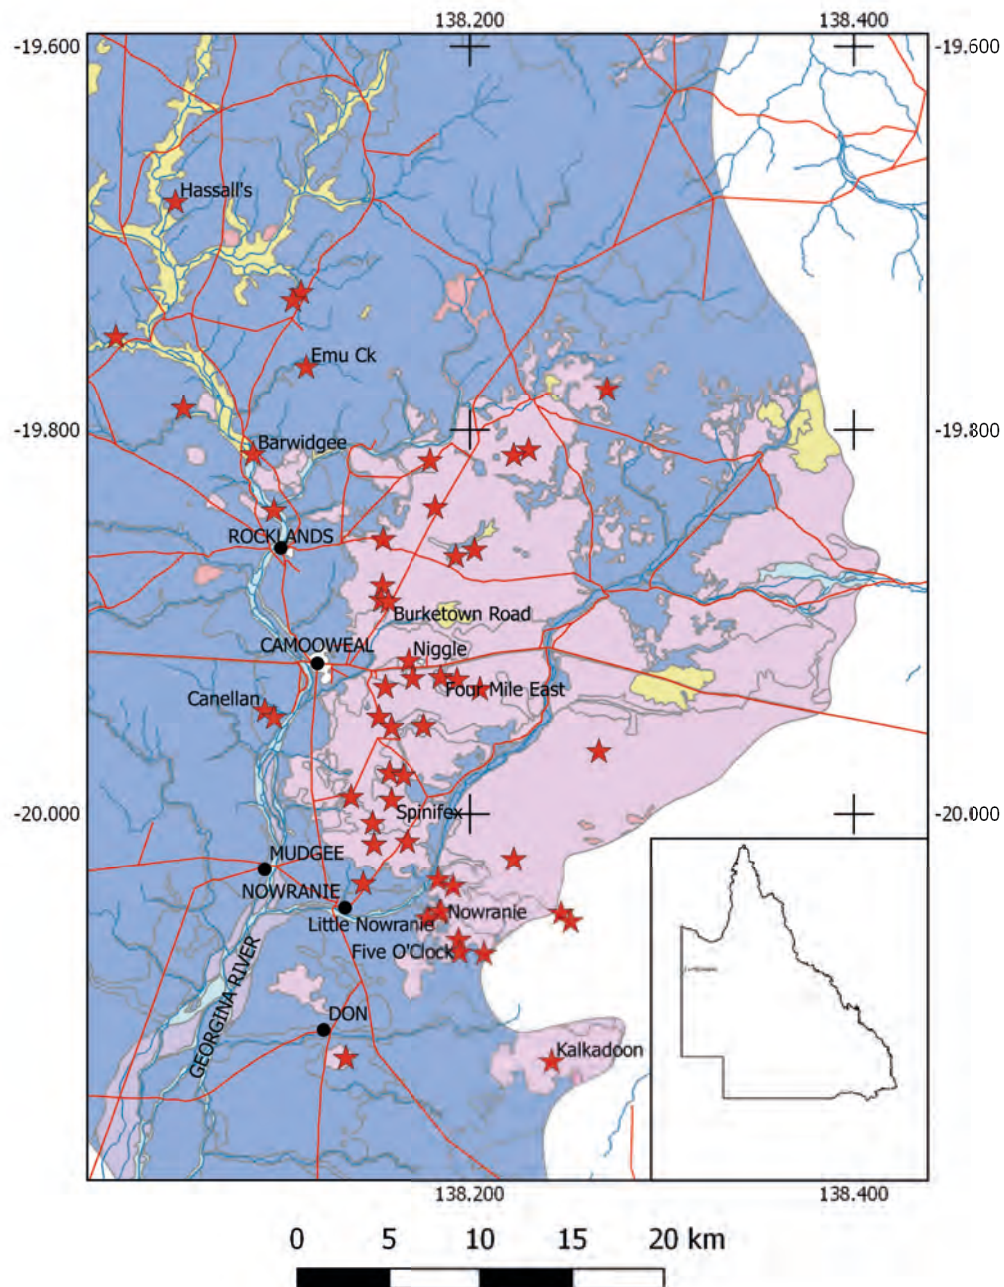 138.200 138.400
-19.600 -19.600
Hassall's
Emu Ck
-19.800 -19.800
Barwidgee
ROCKLANDS
Burketown Road
CAMOOWEAL
Niggle
Four Mile East
Canellan
Spinifex
-20.000 -20.000
MUDGEE
NOWRANIE
Nowranie
Little Nowranie
Five O'Clock
GEORGINA RIVER
DON
Kalkadoon
138.200 138.400
0 5 10 15 20 km